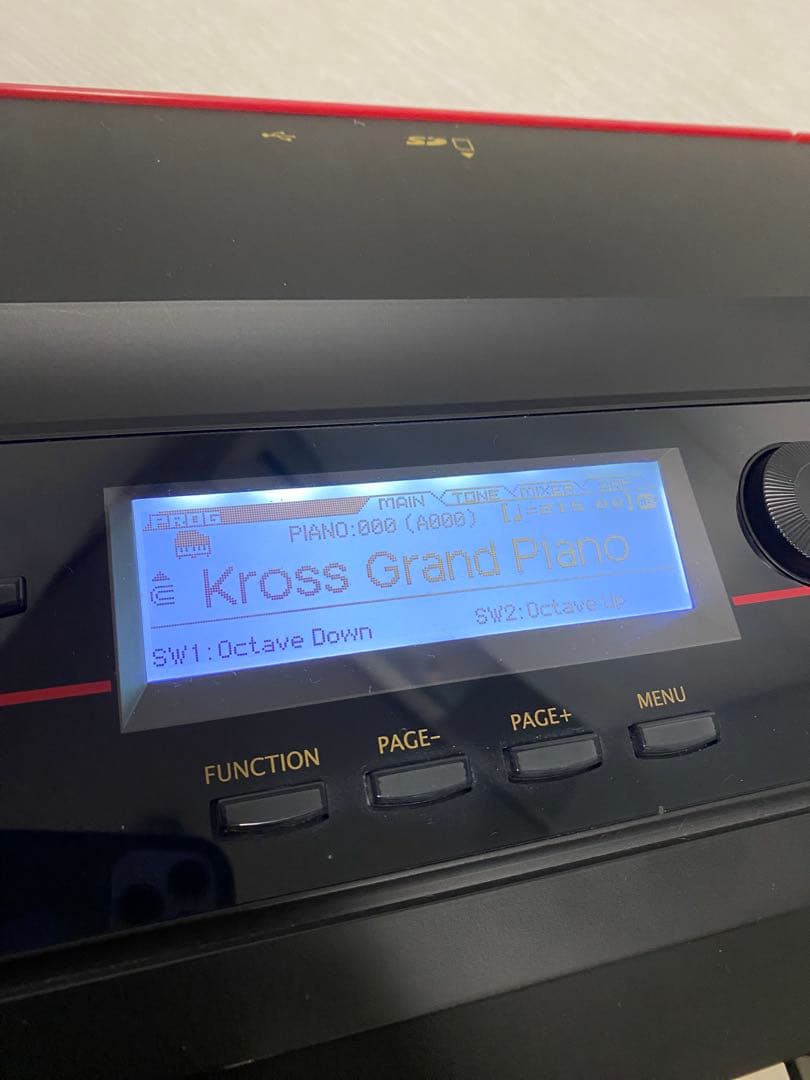 PROG MAIN TONE MIXER
PIANO:000 (A000)
Kross Grand Piano
SW1:Octave Down SW2:Octave Up
FUNCTION PAGE- PAGE+ MENU